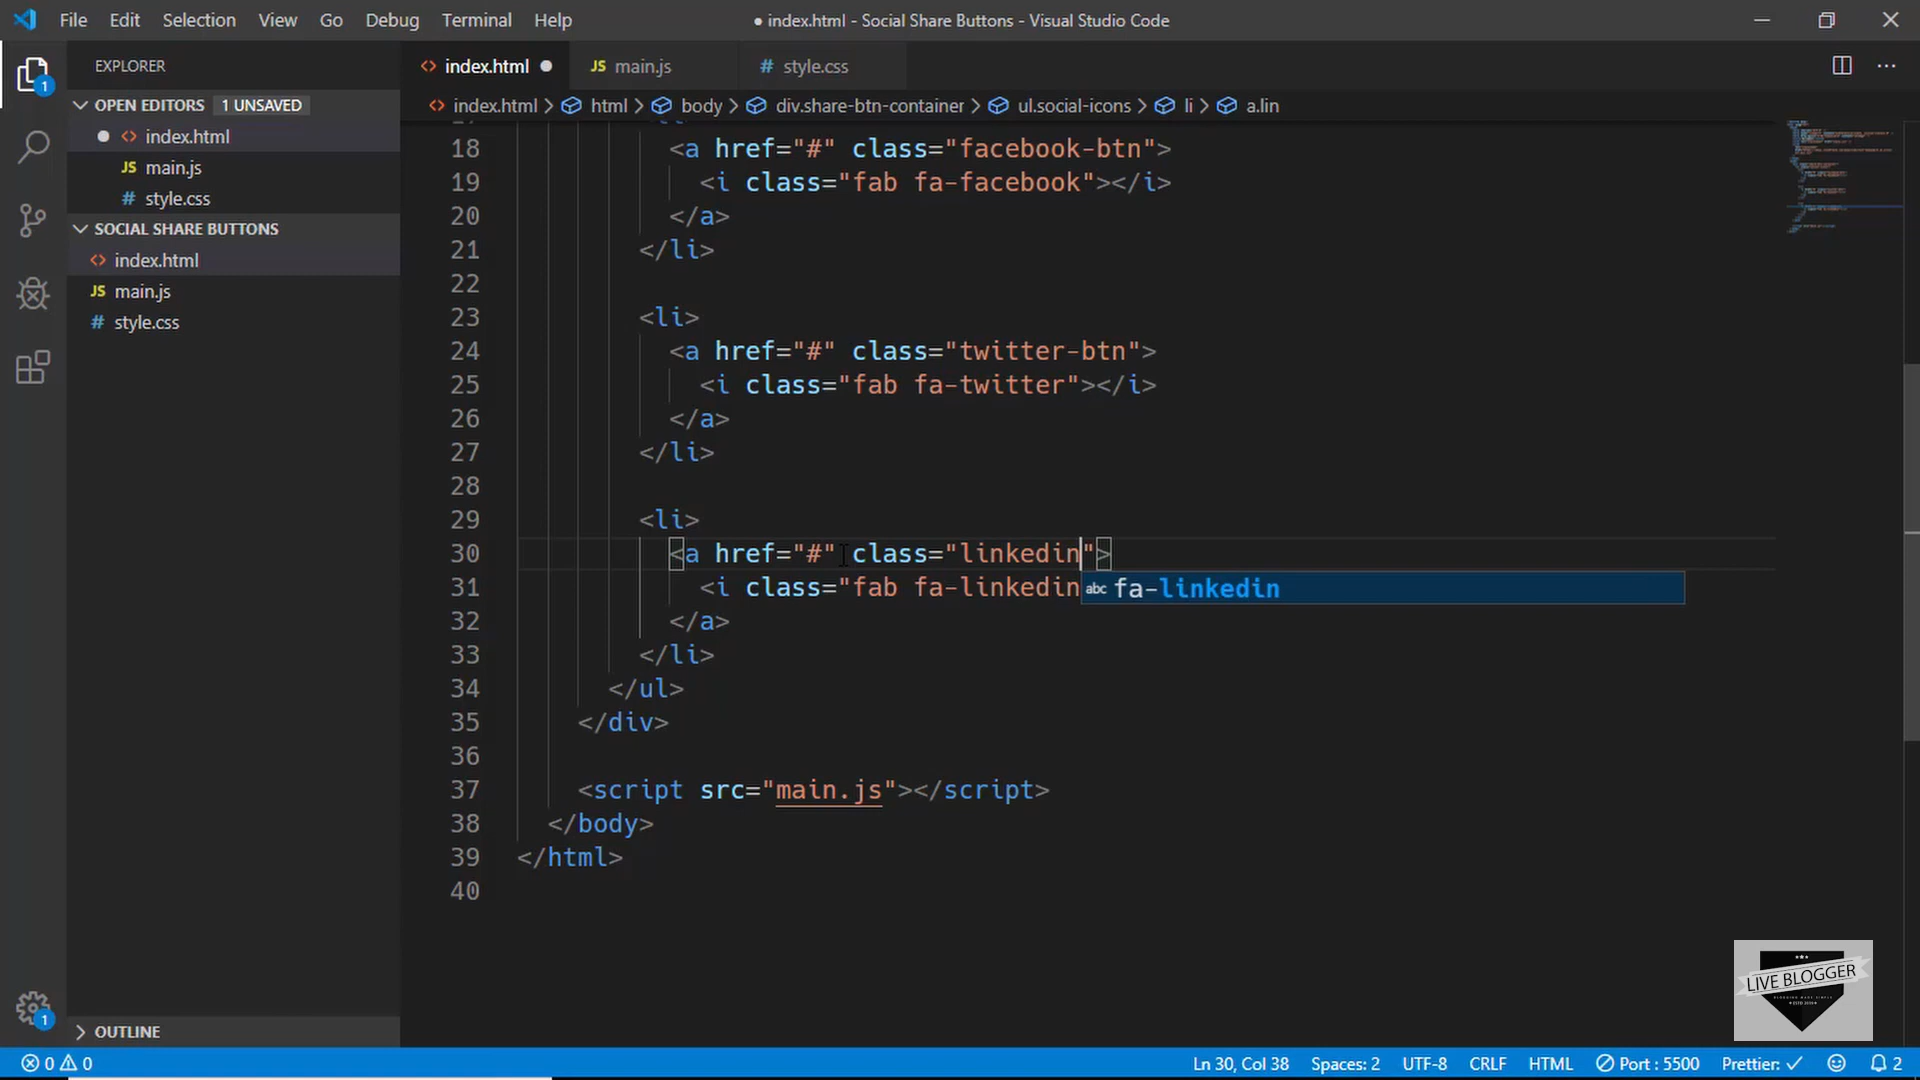 File Edit Selection View Go Debug Terminal Help
● index.html - Social Share Buttons - Visual Studio Code
EXPLORER
OPEN EDITORS 1 UNSAVED
index.html
JS main.js
# style.css
SOCIAL SHARE BUTTONS
index.html
JS main.js
# style.css
OUTLINE
index.html ● JS main.js # style.css
index.html > html > body > div.share-btn-container > ul.social-icons > li > a.lin
18 <a href="#" class="facebook-btn">
19 <i class="fab fa-facebook"></i>
20 </a>
21 </li>
22
23 <li>
24 <a href="#" class="twitter-btn">
25 <i class="fab fa-twitter"></i>
26 </a>
27 </li>
28
29 <li>
30 <a href="#" class="linkedin">
31 <i class="fab fa-linkedin
abc fa-linkedin
32 </a>
33 </li>
34 </ul>
35 </div>
36
37 <script src="main.js"></script>
38 </body>
39 </html>
40
LIVE BLOGGER
1
1
0 0
Ln 30, Col 38 Spaces: 2 UTF-8 CRLF HTML Port : 5500 Prettier: ✓ 2